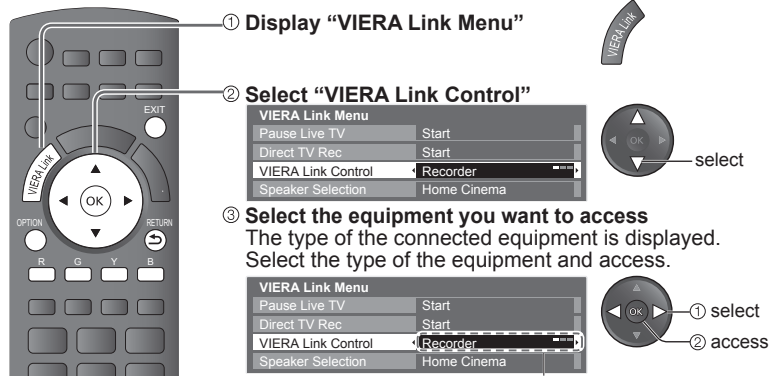 ① Display “VIERA Link Menu”
VIERA Link
② Select “VIERA Link Control”
EXIT
VIERA Link Menu
Pause Live TV Start
Direct TV Rec Start
VIERA Link Control Recorder
Speaker Selection Home Cinema
OK
select
VIERA Link
OK
OPTION
RETURN
R G Y B
③ Select the equipment you want to access
The type of the connected equipment is displayed.
Select the type of the equipment and access.
VIERA Link Menu
Pause Live TV Start
Direct TV Rec Start
VIERA Link Control Recorder
Speaker Selection Home Cinema
OK
① select
② access